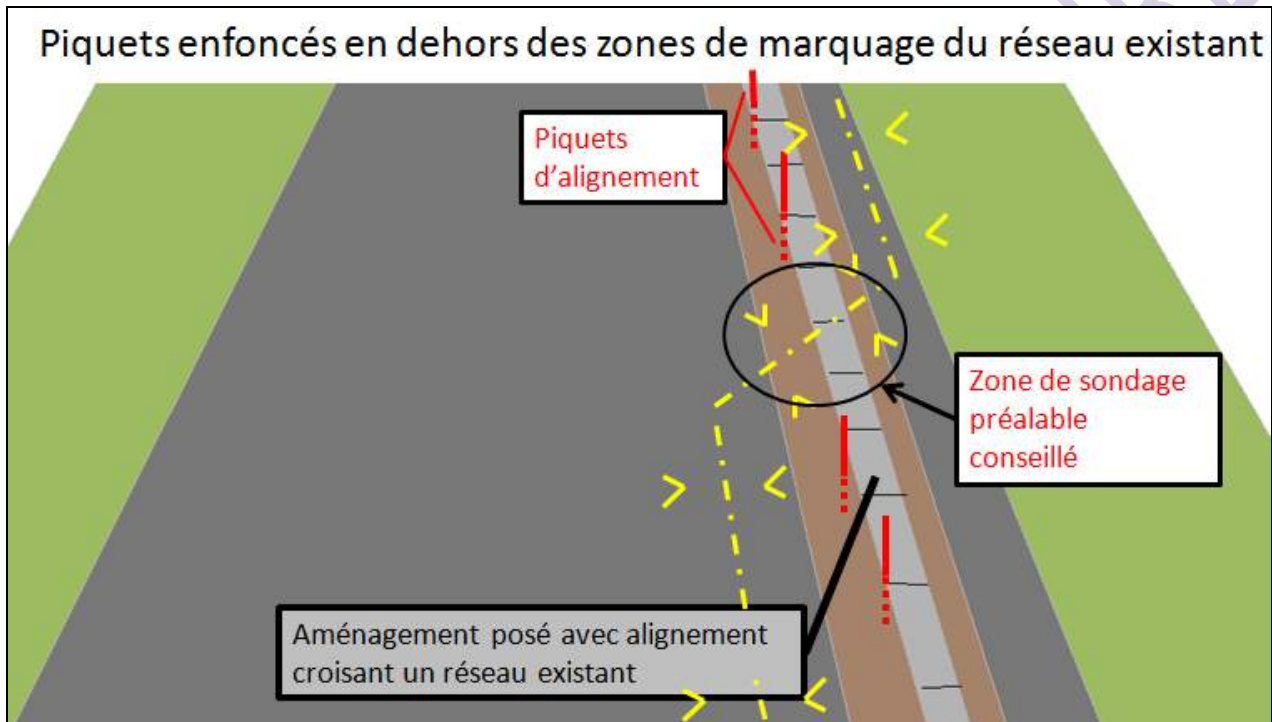 Piquets enfoncés en dehors des zones de marquage du réseau existant
Piquets
d'alignement
Zone de sondage
préalable
conseillé
Aménagement posé avec alignement
croisant un réseau existant